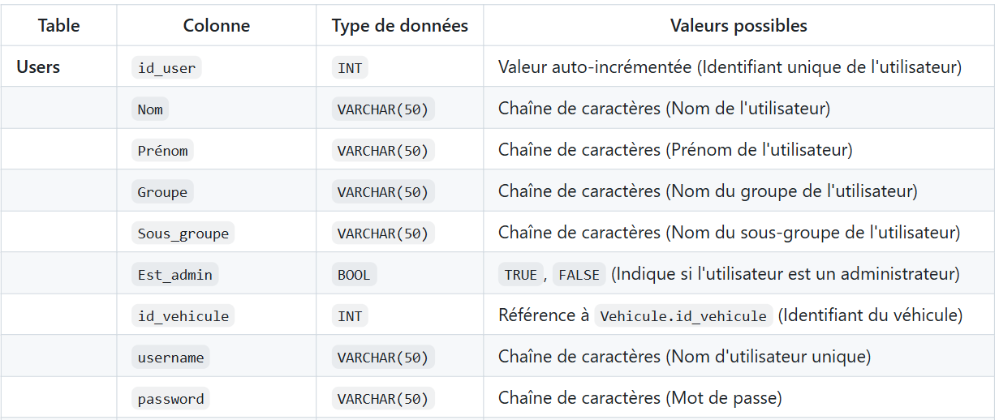 Table Colonne Type de données Valeurs possibles
Users id_user INT Valeur auto-incrémentée (Identifiant unique de l'utilisateur)
Nom VARCHAR(50) Chaîne de caractères (Nom de l'utilisateur)
Prénom VARCHAR(50) Chaîne de caractères (Prénom de l'utilisateur)
Groupe VARCHAR(50) Chaîne de caractères (Nom du groupe de l'utilisateur)
Sous_groupe VARCHAR(50) Chaîne de caractères (Nom du sous-groupe de l'utilisateur)
Est_admin BOOL TRUE, FALSE (Indique si l'utilisateur est un administrateur)
id_vehicule INT Référence à Vehicule.id_vehicule (Identifiant du véhicule)
username VARCHAR(50) Chaîne de caractères (Nom d'utilisateur unique)
password VARCHAR(50) Chaîne de caractères (Mot de passe)